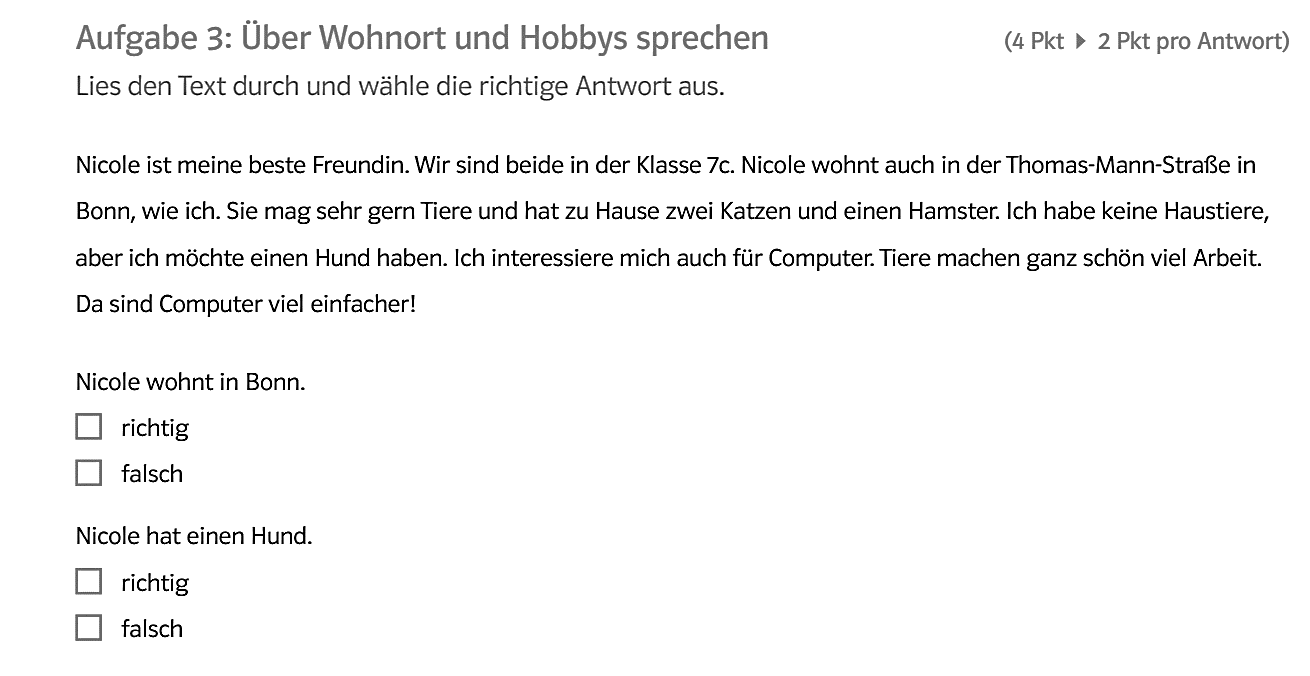 Aufgabe 3: Über Wohnort und Hobbys sprechen (4 Pkt ▶ 2 Pkt pro Antwort)
Lies den Text durch und wähle die richtige Antwort aus.
Nicole ist meine beste Freundin. Wir sind beide in der Klasse 7c. Nicole wohnt auch in der Thomas-Mann-Straße in
Bonn, wie ich. Sie mag sehr gern Tiere und hat zu Hause zwei Katzen und einen Hamster. Ich habe keine Haustiere,
aber ich möchte einen Hund haben. Ich interessiere mich auch für Computer. Tiere machen ganz schön viel Arbeit.
Da sind Computer viel einfacher!
Nicole wohnt in Bonn.
richtig
falsch
Nicole hat einen Hund.
richtig
falsch